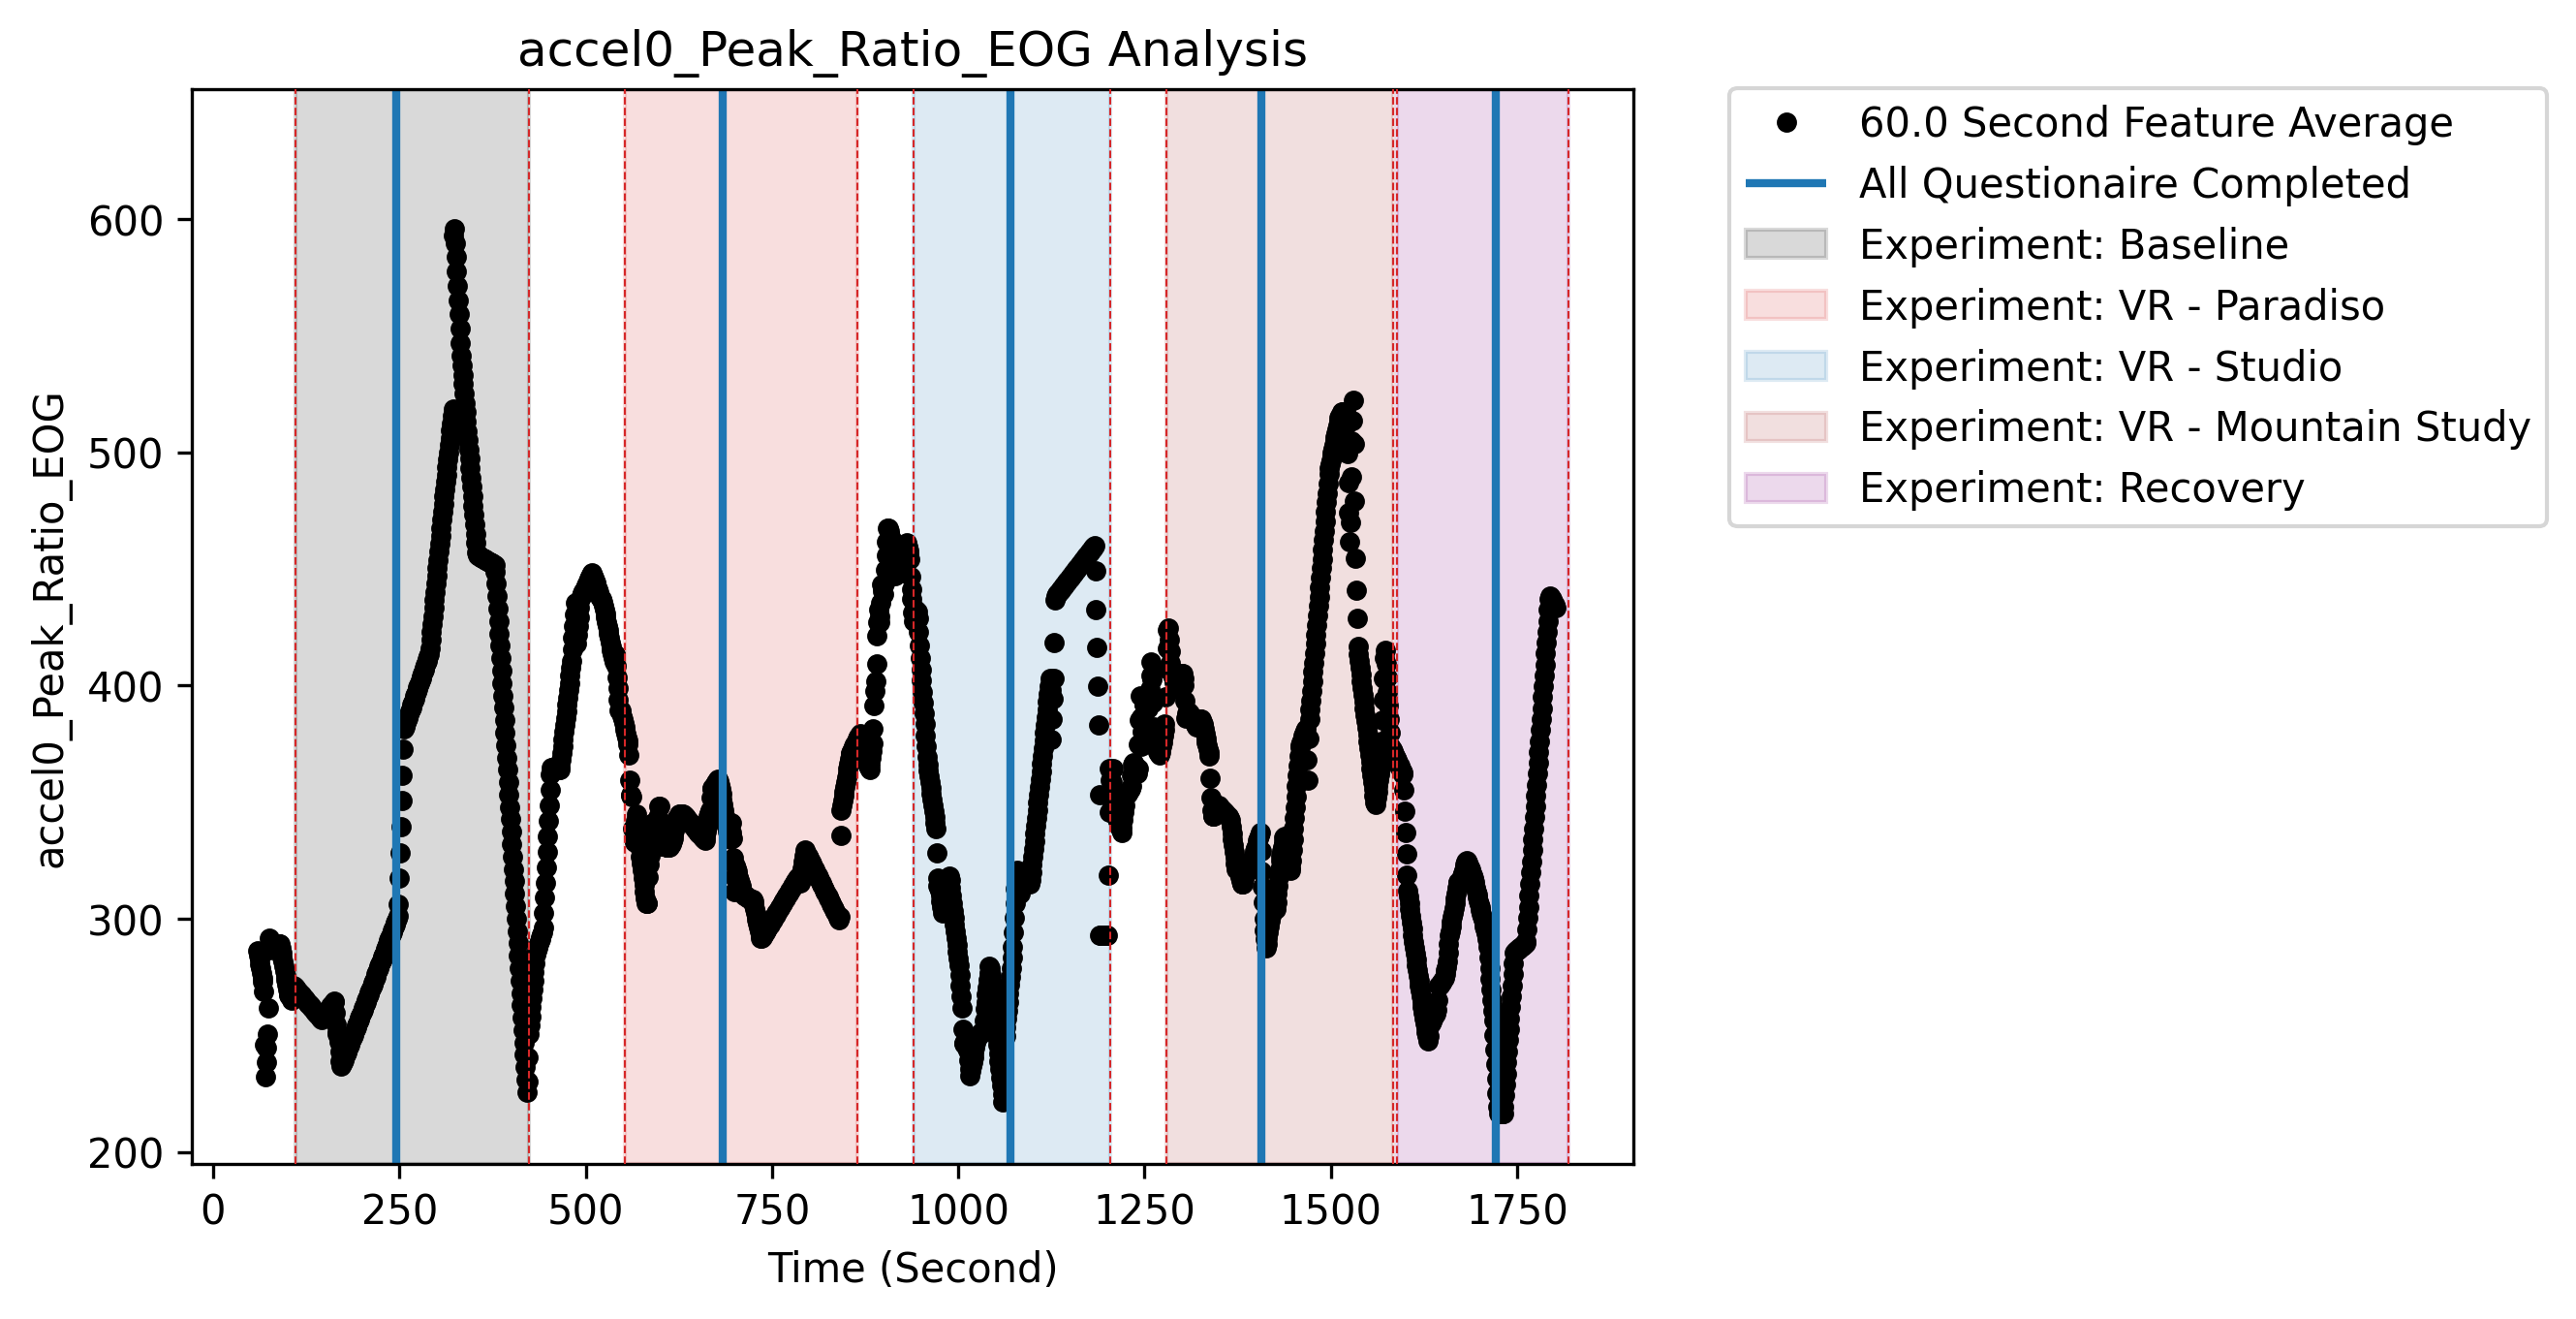 accel0_Peak_Ratio_EOG Analysis
accel0_Peak_Ratio_EOG
600
500
400
300
200
0 250 500 750 1000 1250 1500 1750
Time (Second)
60.0 Second Feature Average
All Questionaire Completed
Experiment: Baseline
Experiment: VR - Paradiso
Experiment: VR - Studio
Experiment: VR - Mountain Study
Experiment: Recovery